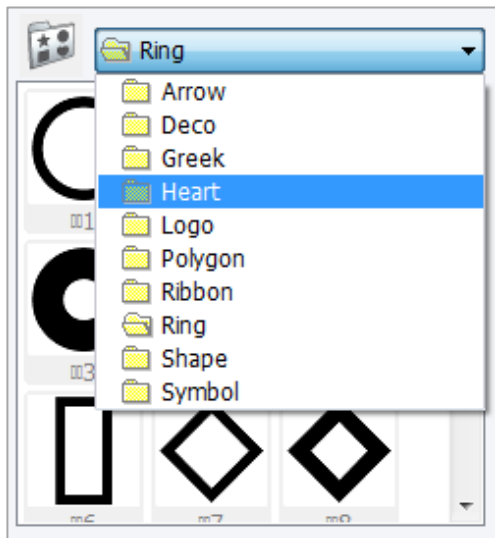 Ring
Arrow
Deco
Greek
Heart
Logo
Polygon
Ribbon
Ring
Shape
Symbol